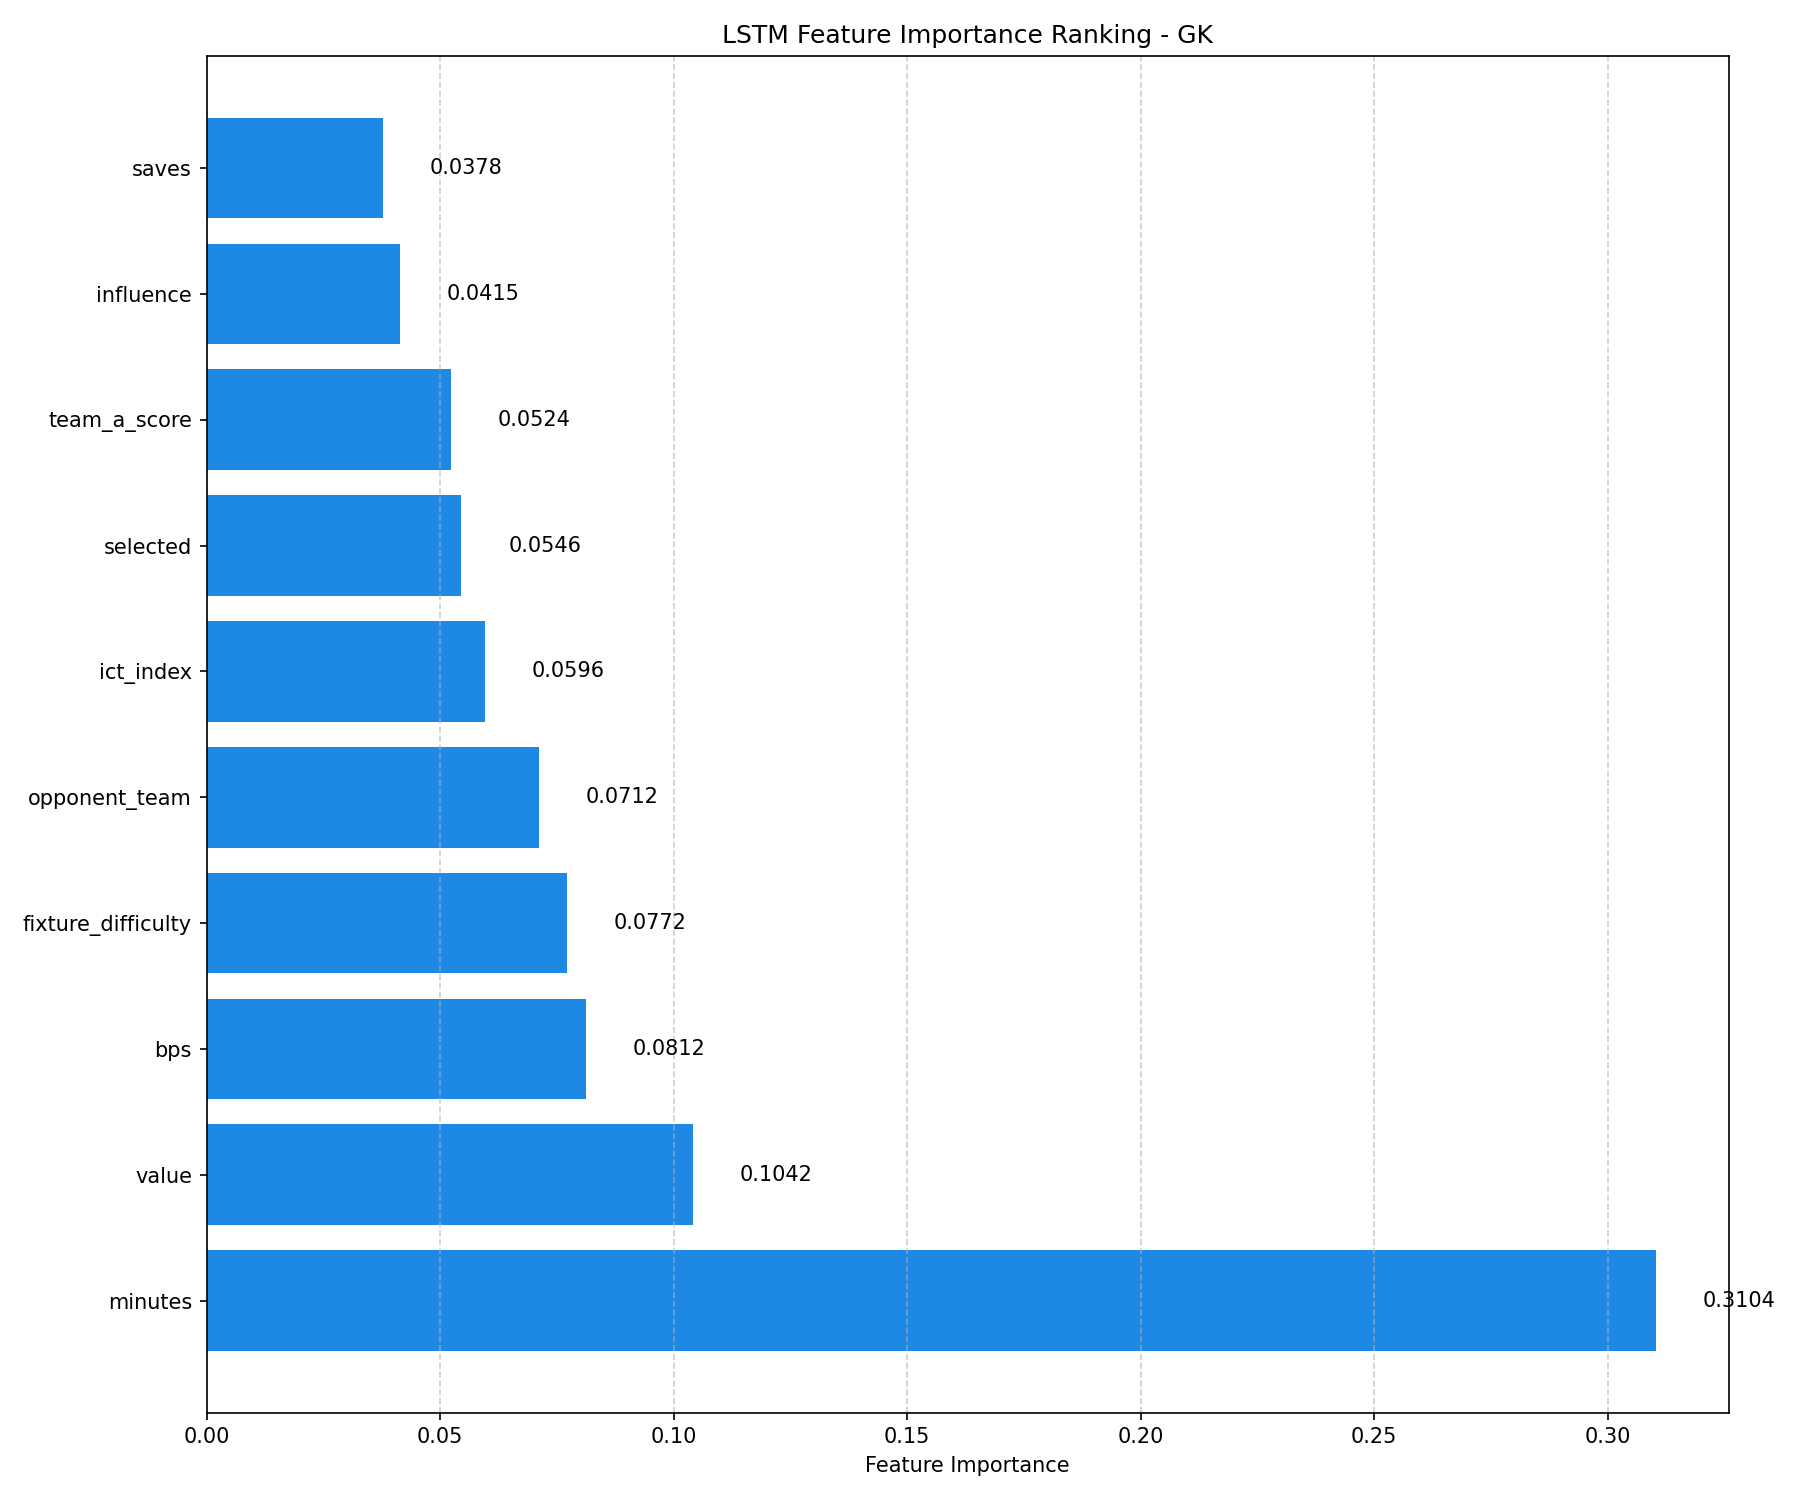 LSTM Feature Importance Ranking - GK
saves 0.0378
influence 0.0415
team_a_score 0.0524
selected 0.0546
ict_index 0.0596
opponent_team 0.0712
fixture_difficulty 0.0772
bps 0.0812
value 0.1042
minutes 0.3104
0.00 0.05 0.10 0.15 0.20 0.25 0.30
Feature Importance